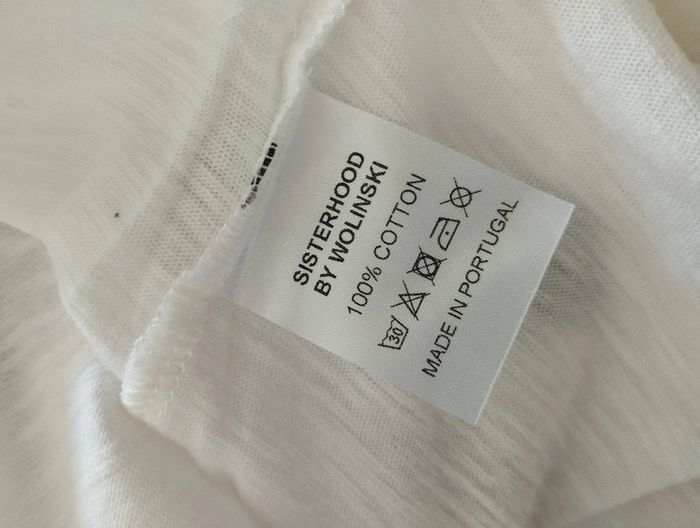 SISTERHOOD
BY WOLINSKI
100% COTTON
30
MADE IN PORTUGAL